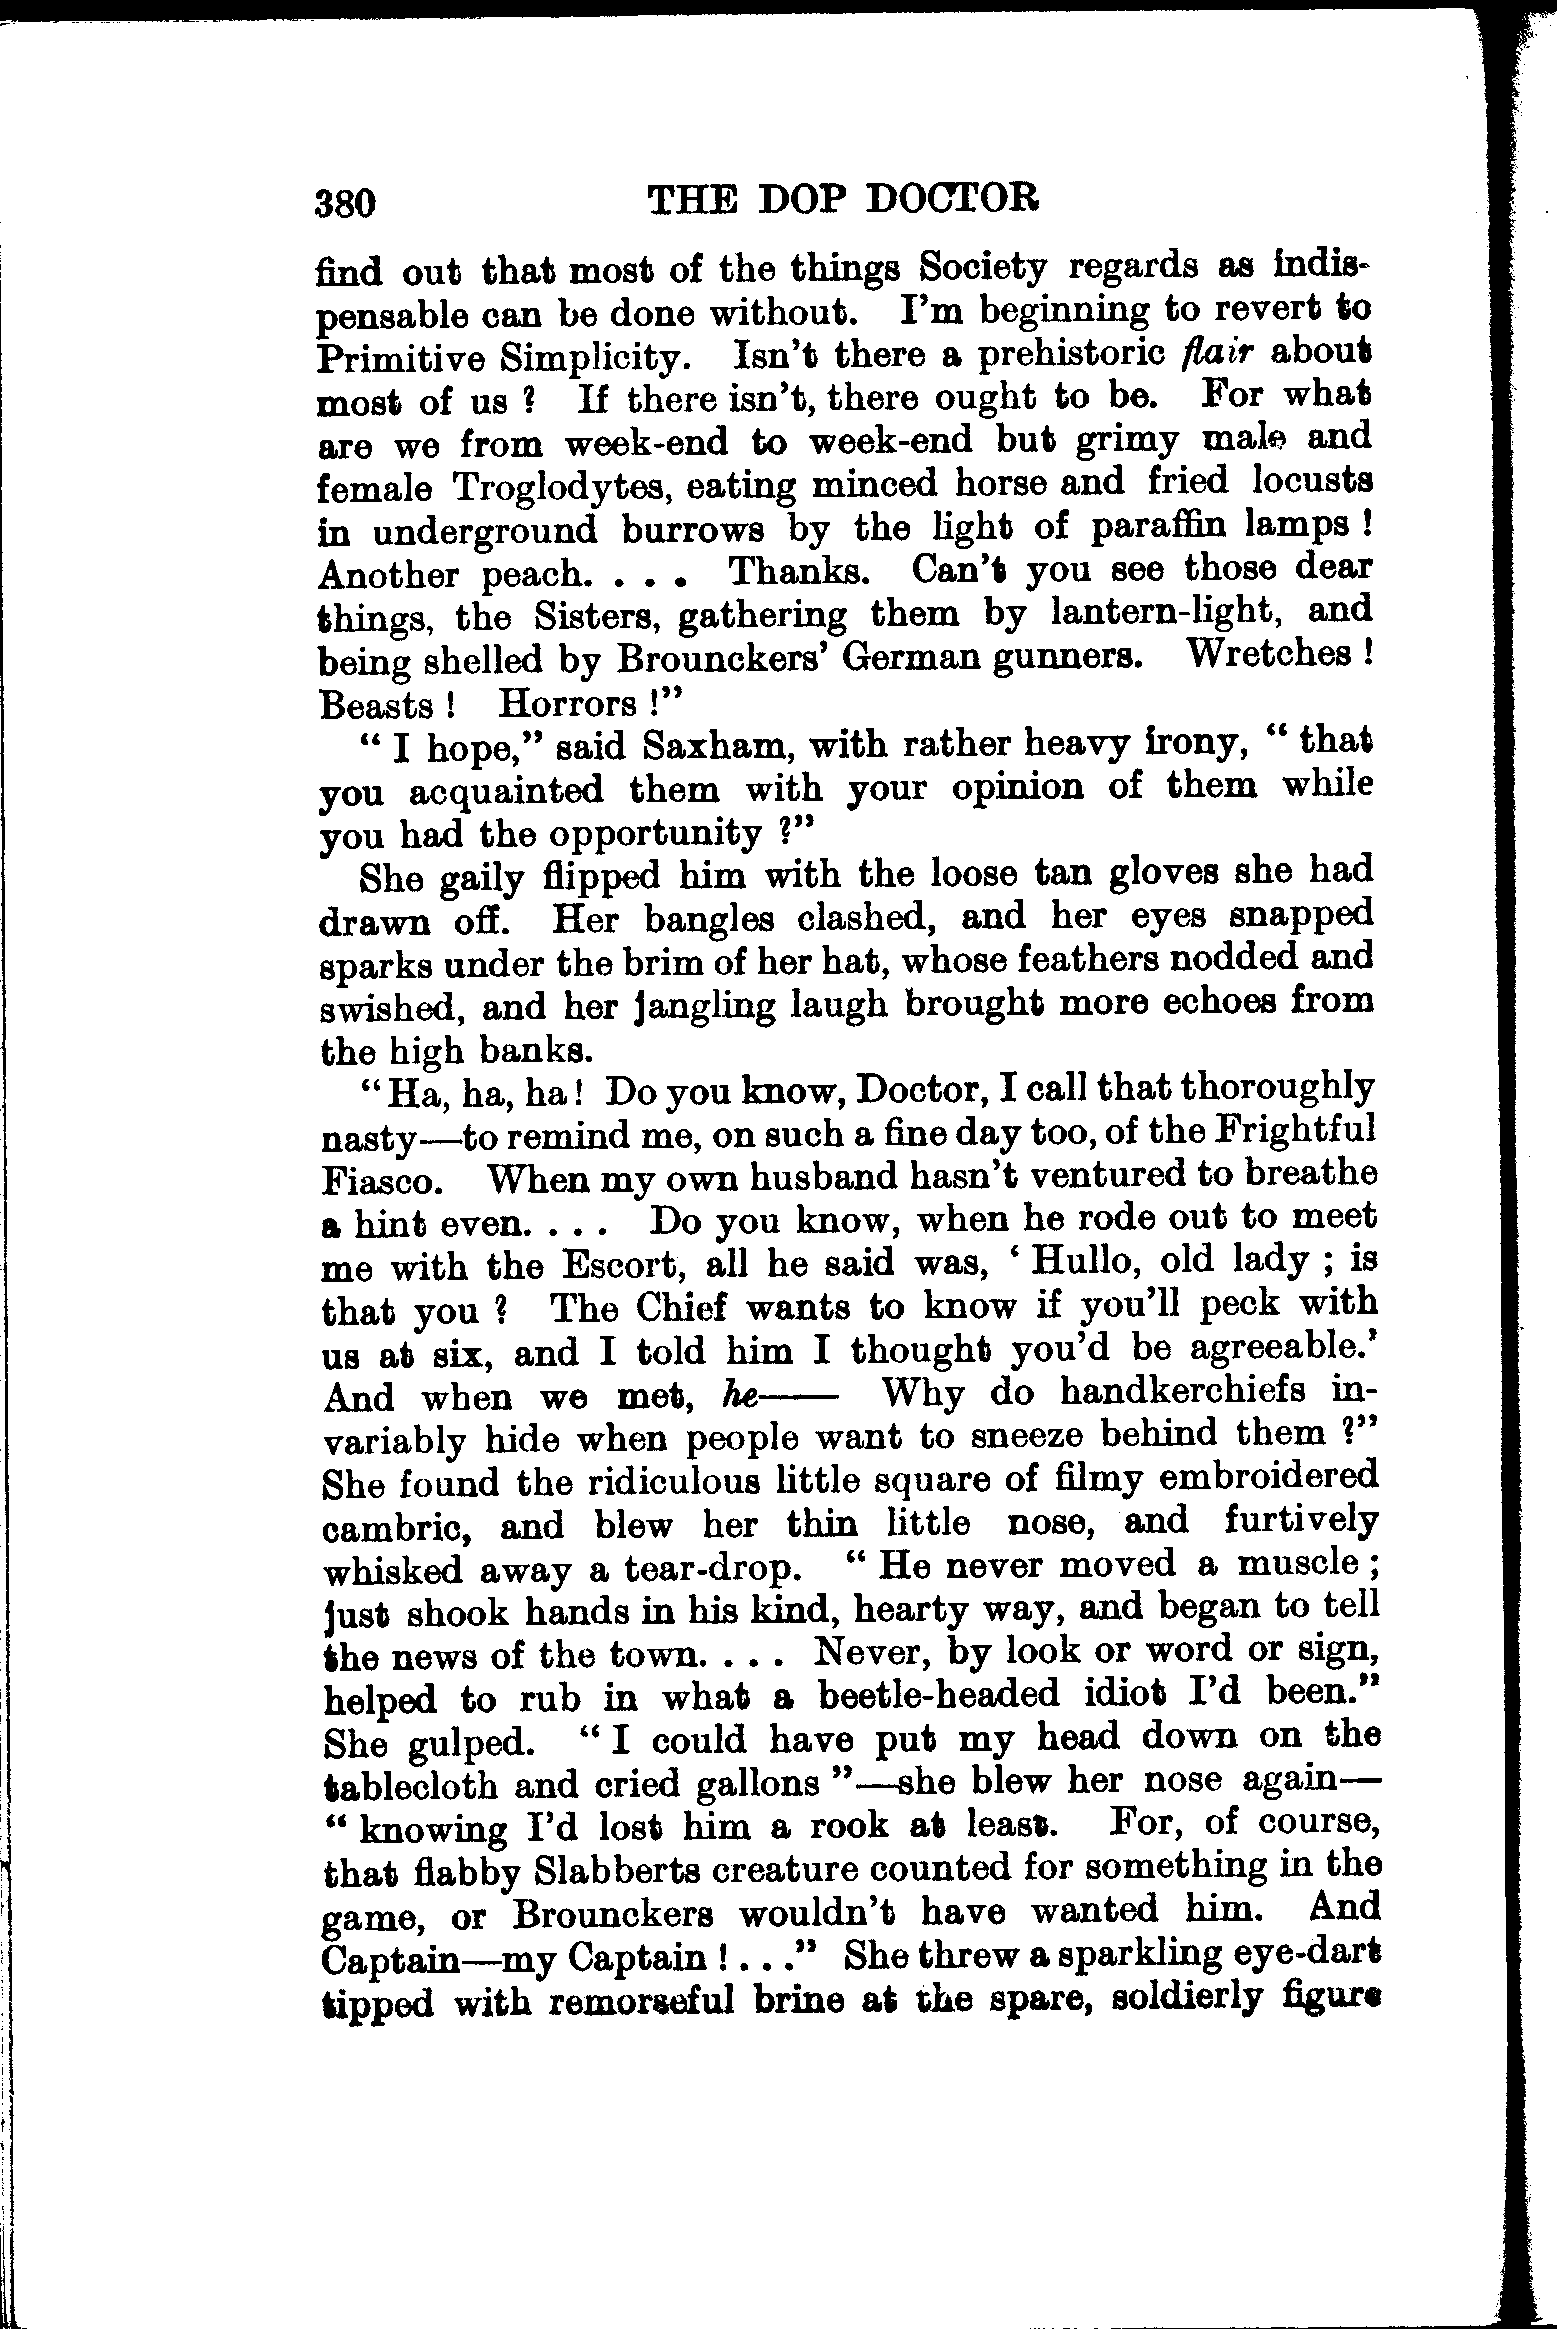 380 THE DOP DOCTOR
find out that most of the things Society regards as indis-
pensable can be done without. I'm beginning to revert to
Primitive Simplicity. Isn't there a prehistoric flair about
most of us ? If there isn't, there ought to be. For what
are we from week-end to week-end but grimy male and
female Troglodytes, eating minced horse and fried locusts
in underground burrows by the light of paraffin lamps !
Another peach. . . . Thanks. Can't you see those dear
things, the Sisters, gathering them by lantern-light, and
being shelled by Brounckers' German gunners. Wretches !
Beasts ! Horrors !"
" I hope," said Saxham, with rather heavy irony, " that
you acquainted them with your opinion of them while
you had the opportunity ?"
She gaily flipped him with the loose tan gloves she had
drawn off. Her bangles clashed, and her eyes snapped
sparks under the brim of her hat, whose feathers nodded and
swished, and her jangling laugh brought more echoes from
the high banks.
"Ha, ha, ha! Do you know, Doctor, I call that thoroughly
nasty—to remind me, on such a fine day too, of the Frightful
Fiasco. When my own husband hasn't ventured to breathe
a hint even. . . . Do you know, when he rode out to meet
me with the Escort, all he said was, ' Hullo, old lady ; is
that you ? The Chief wants to know if you'll peck with
us at six, and I told him I thought you'd be agreeable.'
And when we met, he—— Why do handkerchiefs in-
variably hide when people want to sneeze behind them ?"
She found the ridiculous little square of filmy embroidered
cambric, and blew her thin little nose, and furtively
whisked away a tear-drop. " He never moved a muscle ;
just shook hands in his kind, hearty way, and began to tell
the news of the town. . . . Never, by look or word or sign,
helped to rub in what a beetle-headed idiot I'd been."
She gulped. " I could have put my head down on the
tablecloth and cried gallons "—she blew her nose again—
" knowing I'd lost him a rook at least. For, of course,
that flabby Slabberts creature counted for something in the
game, or Brounckers wouldn't have wanted him. And
Captain—my Captain ! . . ." She threw a sparkling eye-dart
tipped with remorseful brine at the spare, soldierly figure